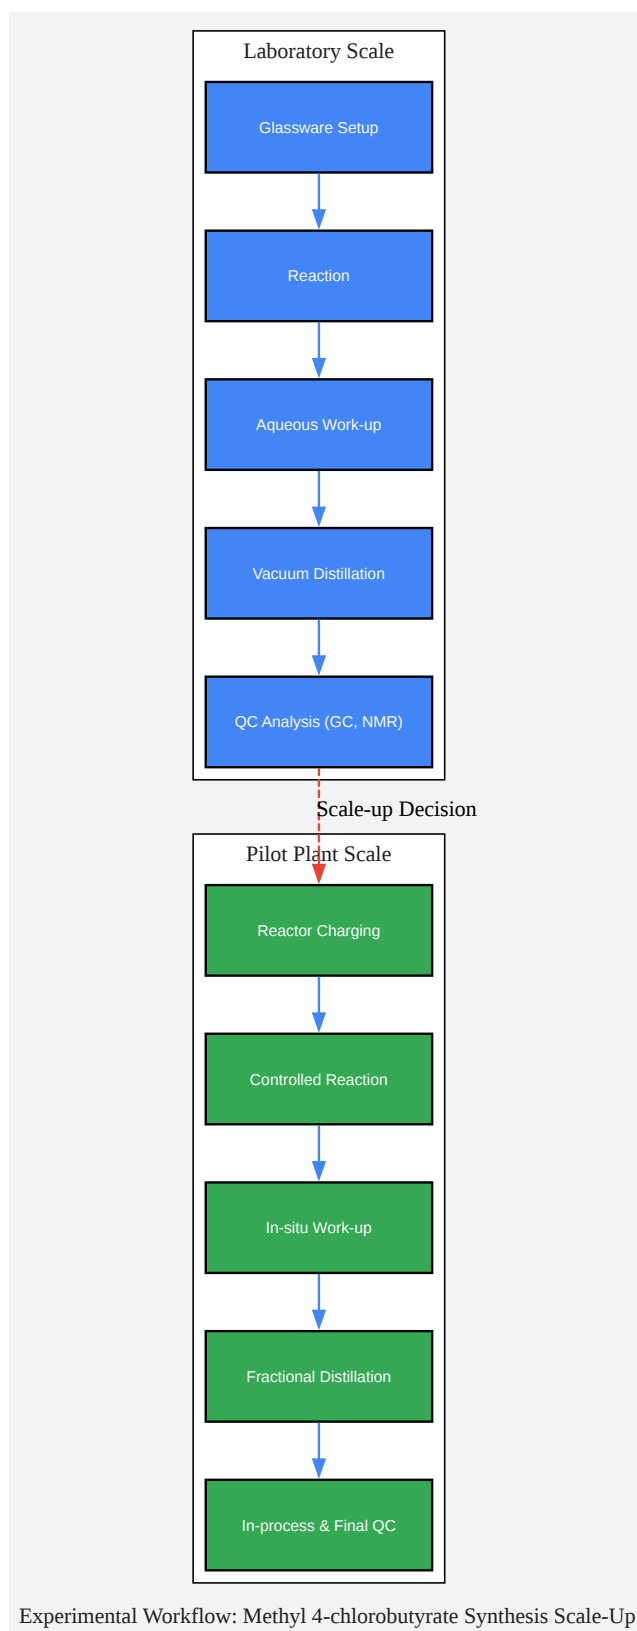 Laboratory Scale
Glassware Setup
Reaction
Aqueous Work-up
Vacuum Distillation
QC Analysis (GC, NMR)
Scale-up Decision
Pilot Plant Scale
Reactor Charging
Controlled Reaction
In-situ Work-up
Fractional Distillation
In-process & Final QC
Experimental Workflow: Methyl 4-chlorobutyrate Synthesis Scale-Up